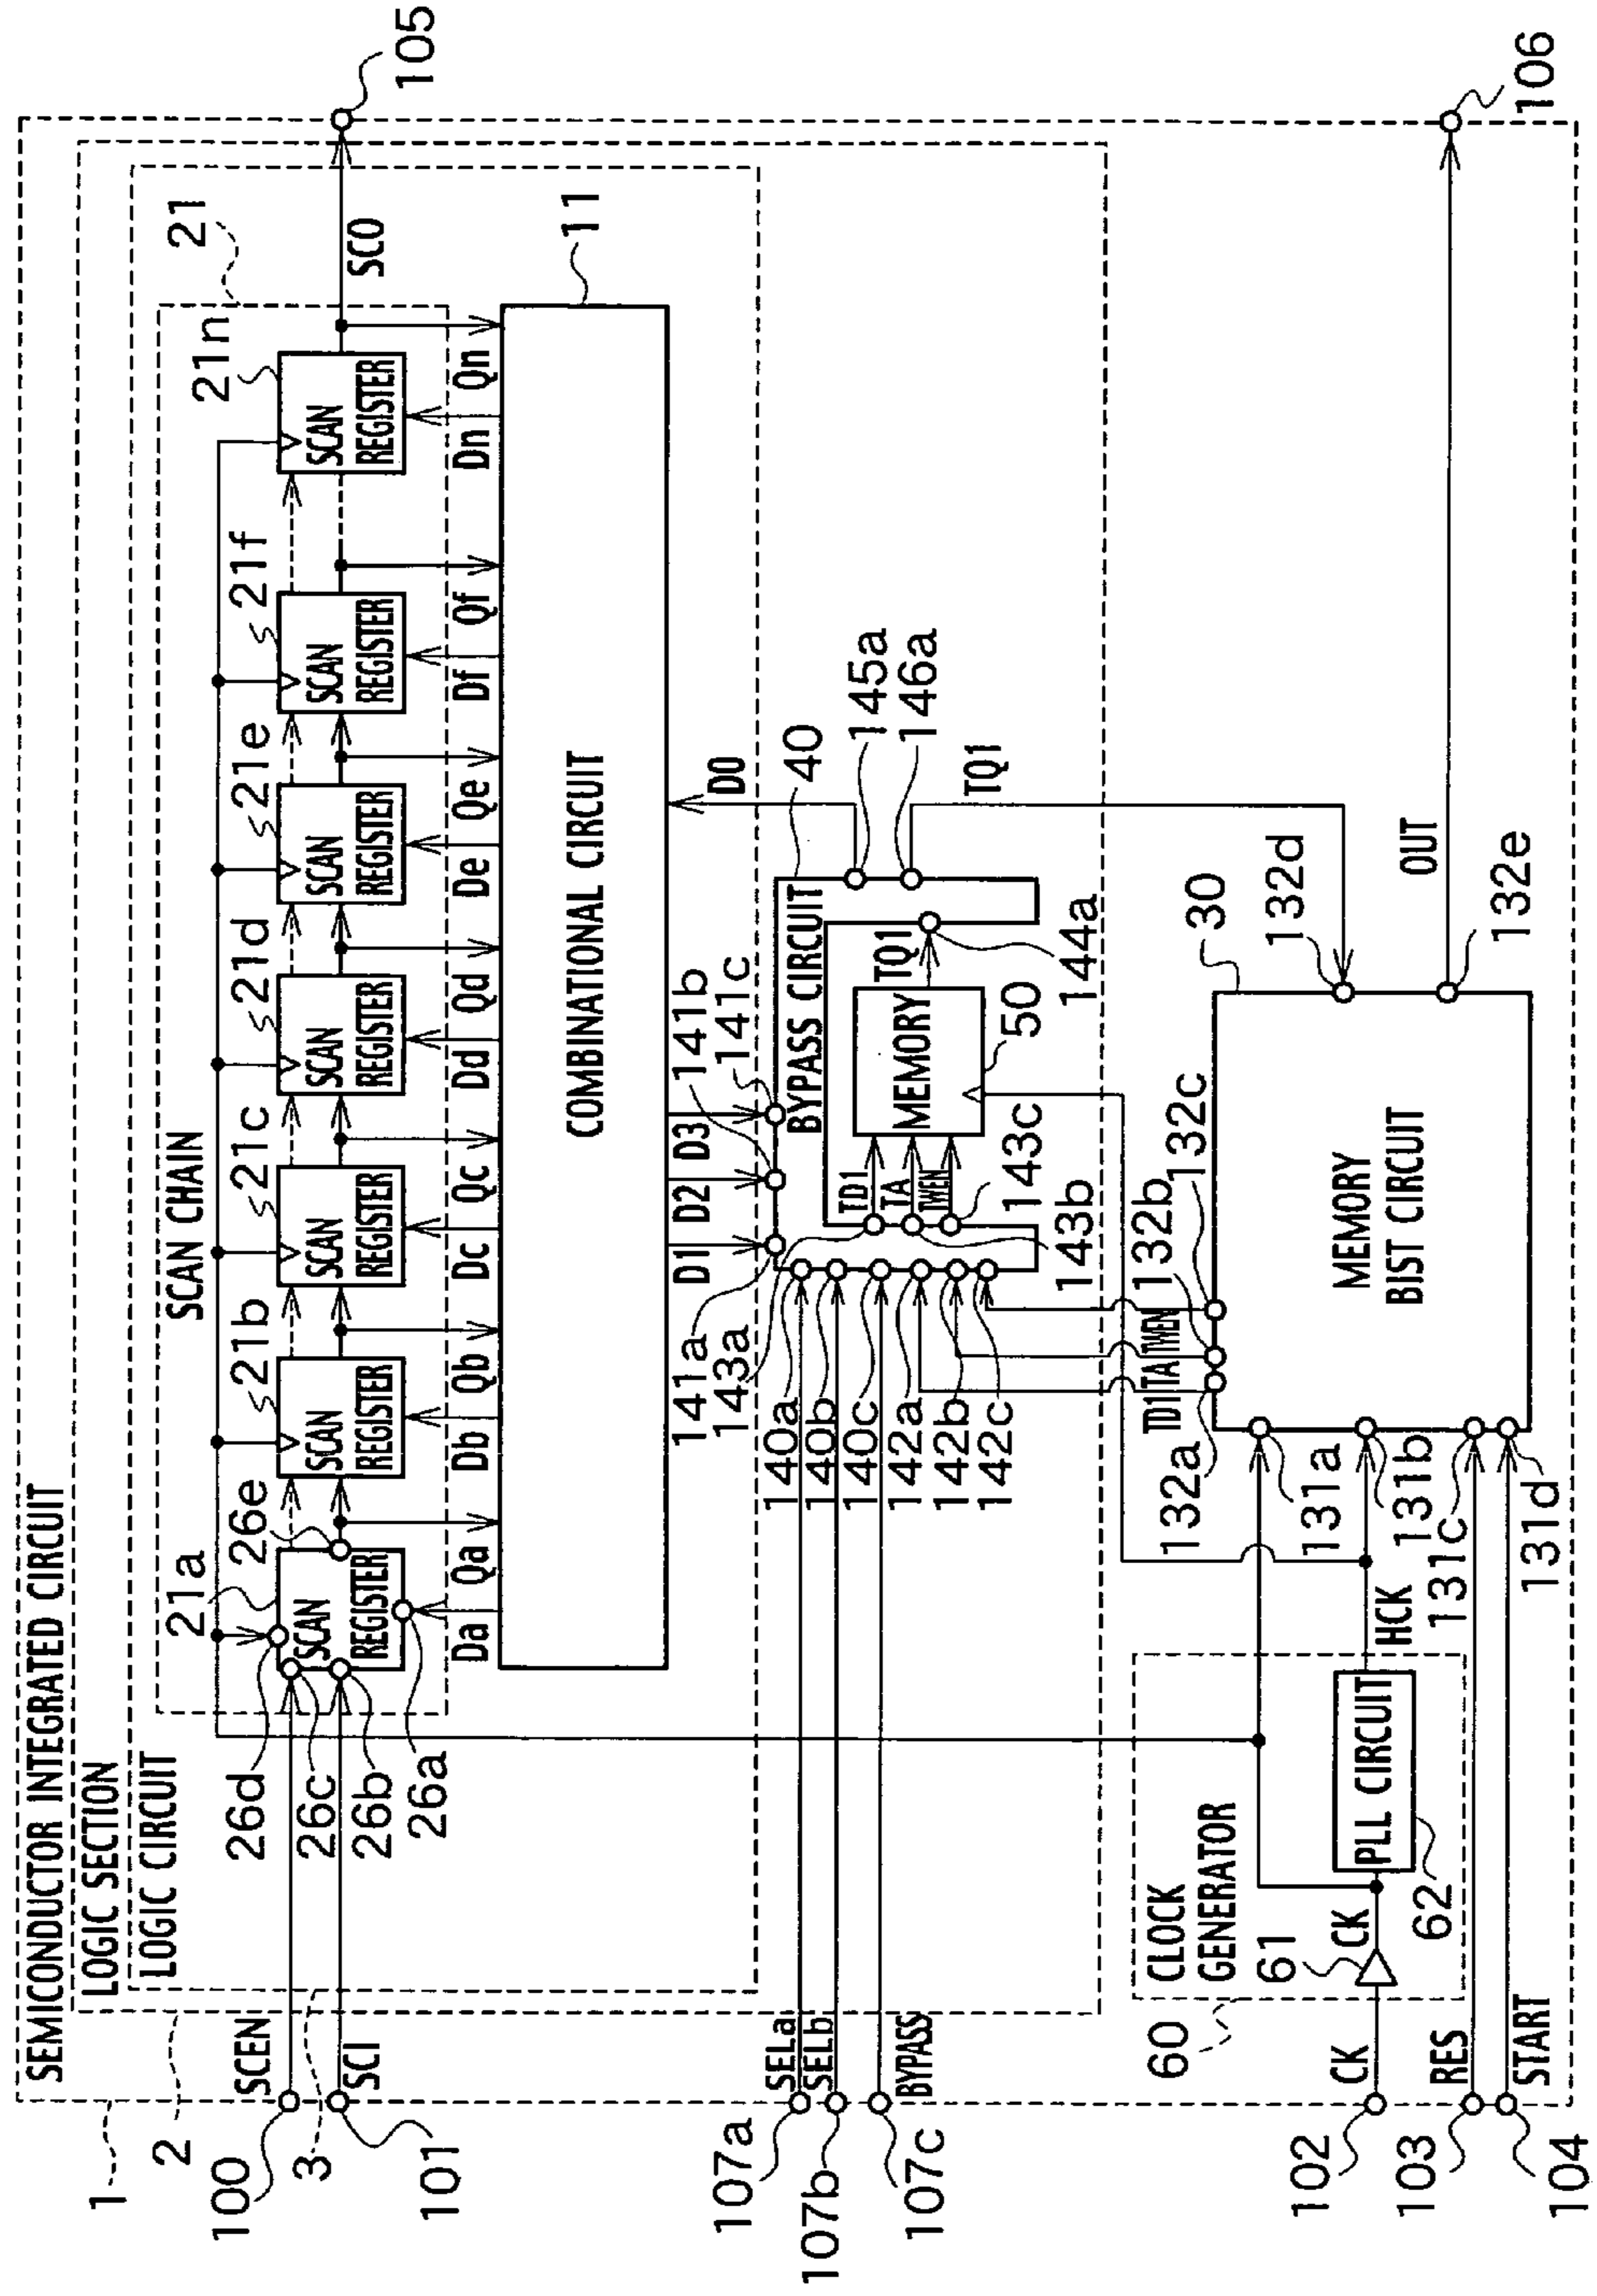 SEMICONDUCTOR INTEGRATED CIRCUIT
LOGIC SECTION
LOGIC CIRCUIT
SCAN CHAIN
1
2
3
100
SCEN
101
SCI
21
21a
21b
21c
21d
21e
21f
21n
26e
26d
26c
26b
26a
SCAN
REGISTER
SCAN
REGISTER
SCAN
REGISTER
SCAN
REGISTER
SCAN
REGISTER
SCAN
REGISTER
SCAN
REGISTER
SCO
105
Da
Qa
Db
Qb
Dc
Qc
Dd
Qd
De
Qe
Df
Qf
Dn
Qn
COMBINATIONAL CIRCUIT
11
D1
D2
D3
D0
141a
141b
141c
143a
BYPASS CIRCUIT
40
145a
146a
TQ1
107a
107b
107c
SELa
SELb
BYPASS
140a
140b
140c
142a
142b
142c
TD1
TA
TWEN
MEMORY
50
TQ1
144a
143c
143b
TD1
TA
TWEN
132a
132b
132c
MEMORY
BIST CIRCUIT
30
132d
132e
OUT
106
131a
131b
131c
131d
CLOCK
GENERATOR
60
61
CK
PLL CIRCUIT
62
HCK
102
CK
103
RES
104
START